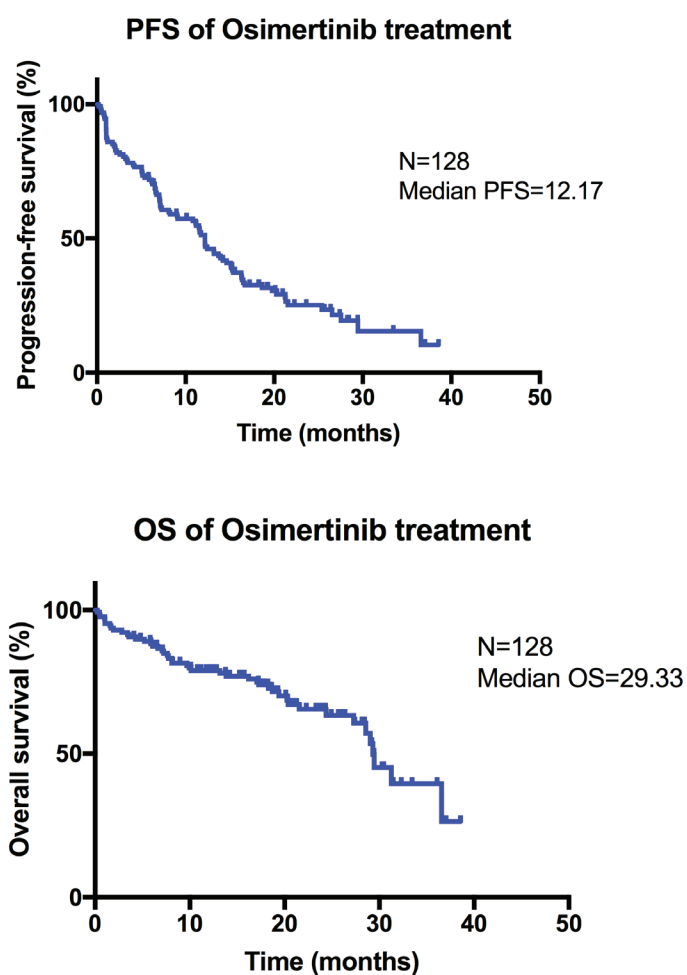 PFS of Osimertinib treatment
Progression-free survival (%)
100
50
0
N=128
Median PFS=12.17
0 10 20 30 40 50
Time (months)
OS of Osimertinib treatment
Overall survival (%)
100
50
0
N=128
Median OS=29.33
0 10 20 30 40 50
Time (months)